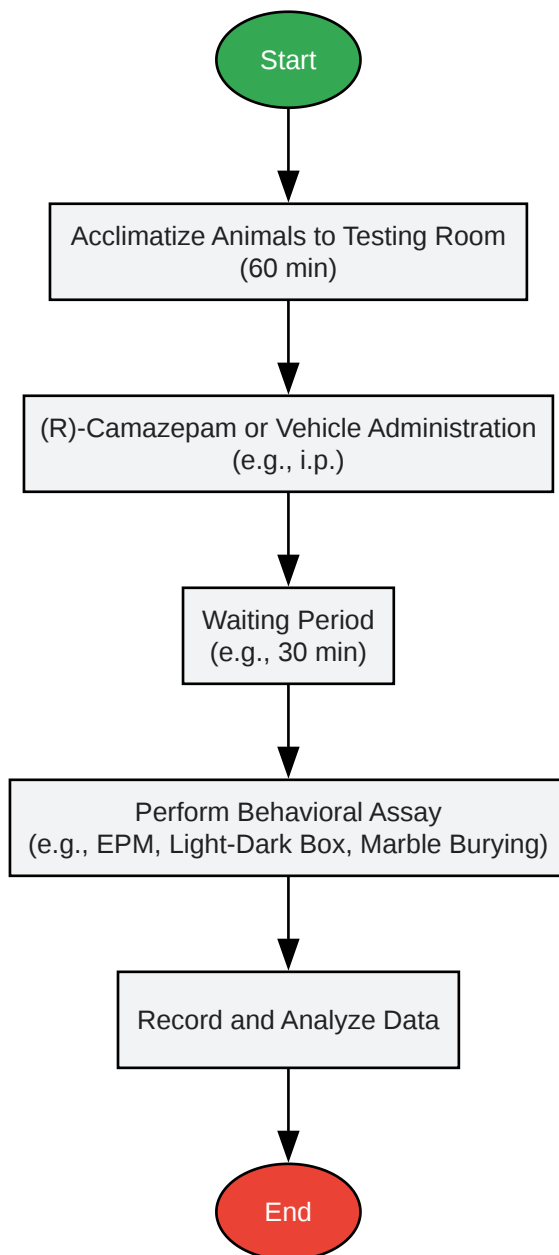 Start
Acclimatize Animals to Testing Room
(60 min)
(R)-Camazepam or Vehicle Administration
(e.g., i.p.)
Waiting Period
(e.g., 30 min)
Perform Behavioral Assay
(e.g., EPM, Light-Dark Box, Marble Burying)
Record and Analyze Data
End